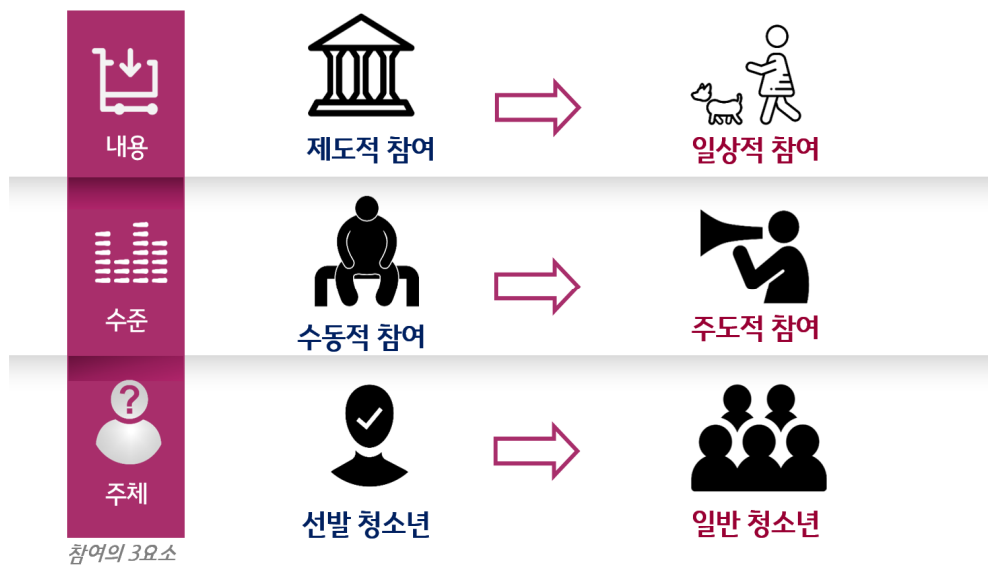 내용
제도적 참여
일상적 참여
수준
수동적 참여
주도적 참여
?
주체
선발 청소년
일반 청소년
참여의 3요소